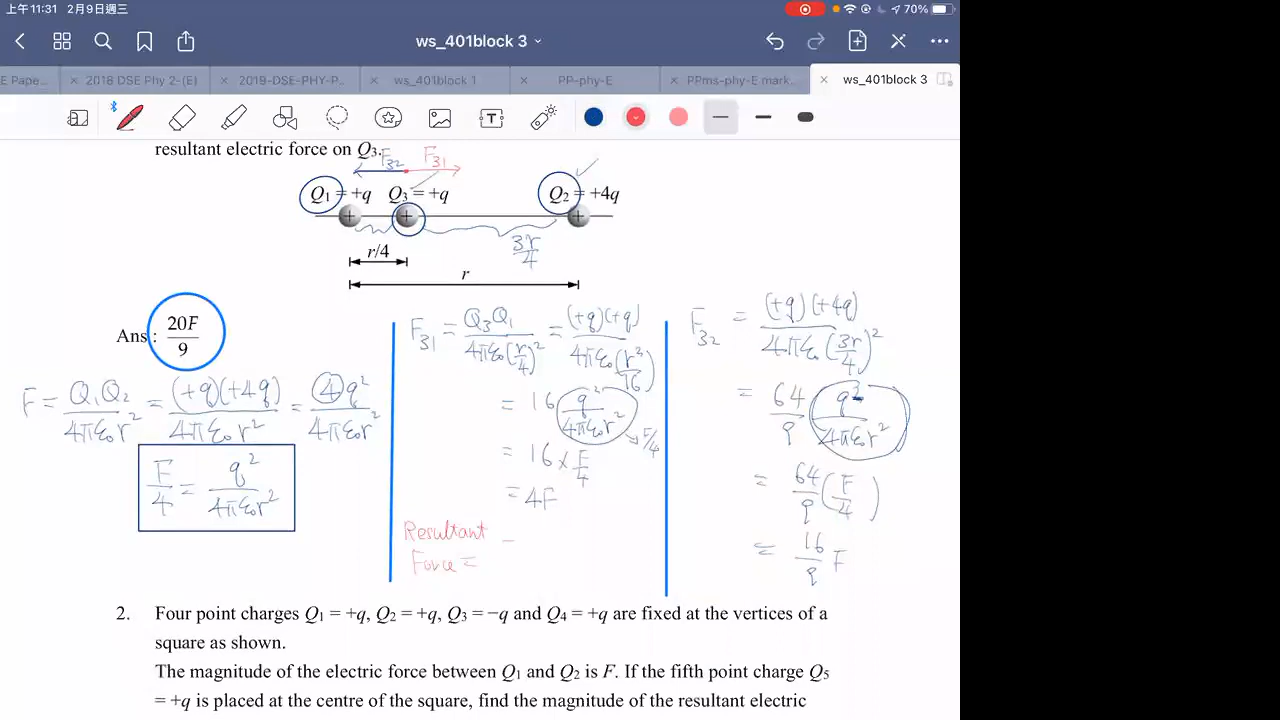 上午11:31 2月9日週三
70%
ws_401block 3
E Pape...
× 2018 DSE Phy 2-(E)
× 2019-DSE-PHY-P...
× ws_401block 1
× PP-phy-E
× PPms-phy-E mark...
× ws_401block 3
resultant electric force on Q₃.
F₃₂ F₃₁
Q₁ = +q Q₃ = +q Q₂ = +4q
+ + +
r/4
3r/4
r
Ans : 20F/9
F = Q₁Q₂/4πε₀r² = (+q)(+4q)/4πε₀r² = 4q²/4πε₀r²
F/4 = q²/4πε₀r²
F₃₁ = Q₃Q₁/4πε₀(r/4)² = (+q)(+q)/4πε₀(r²/16)
= 16 q²/4πε₀r² → F/4
= 16 × F/4
= 4F
Resultant
Force =
F₃₂ = (+q)(+4q)/4πε₀(3r/4)²
= 64/9 q²/4πε₀r²
= 64/9 (F/4)
= 16/9 F
2. Four point charges Q₁ = +q, Q₂ = +q, Q₃ = −q and Q₄ = +q are fixed at the vertices of a
square as shown.
The magnitude of the electric force between Q₁ and Q₂ is F. If the fifth point charge Q₅
= +q is placed at the centre of the square, find the magnitude of the resultant electric